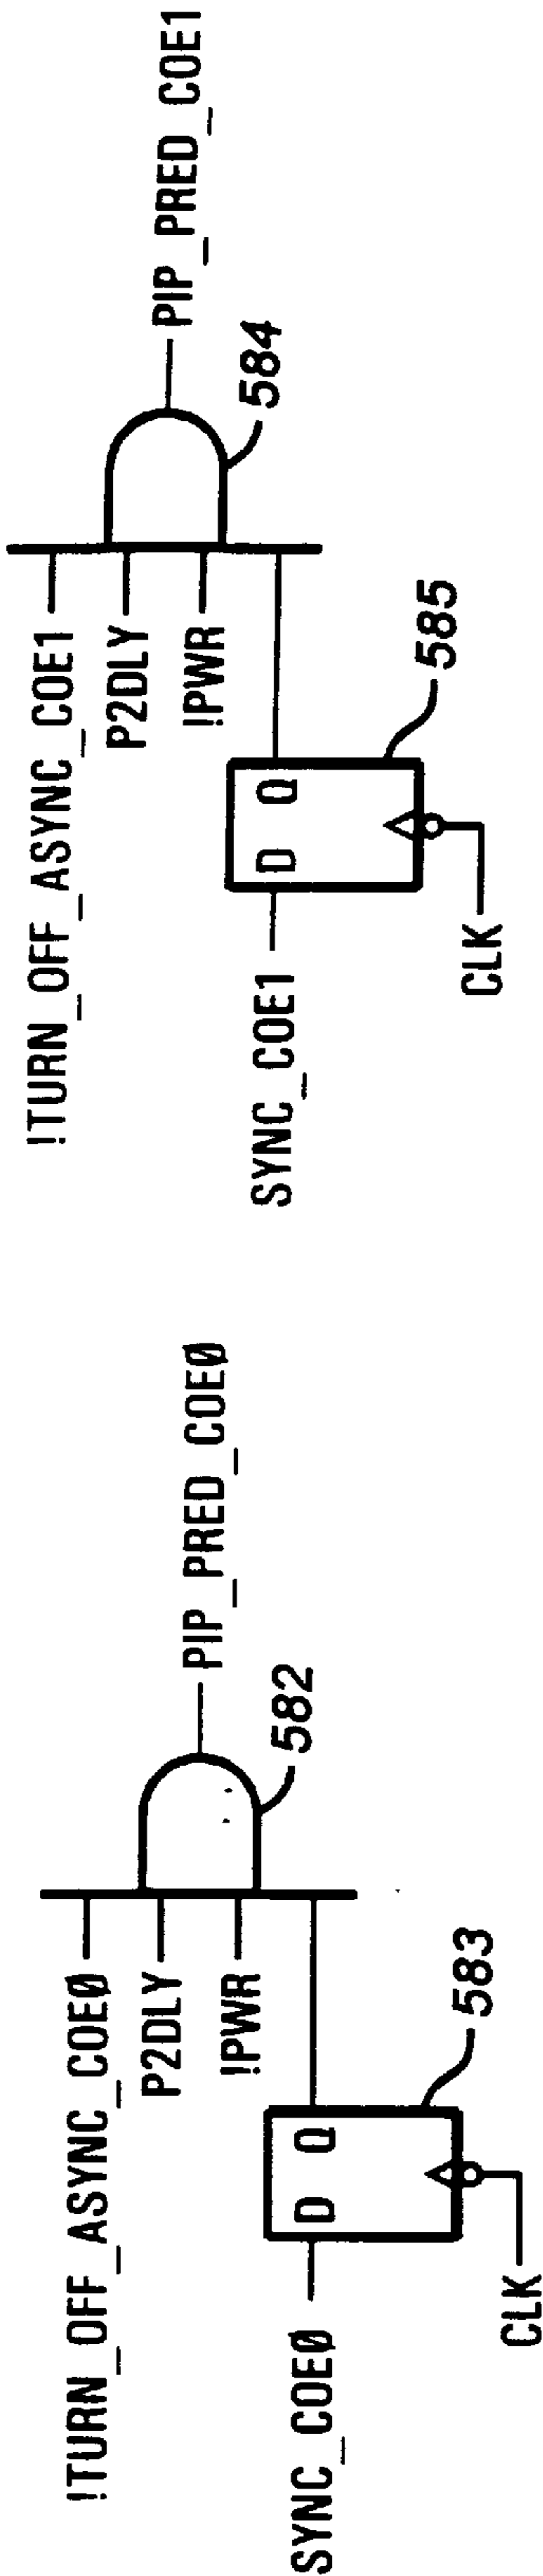 !TURN_OFF_ASYNC_COEØ
P2DLY
!PWR
SYNC_COEØ
D Q
CLK
583
582
PIP_PRED_COEØ
!TURN_OFF_ASYNC_COE1
P2DLY
!PWR
SYNC_COE1
D Q
CLK
585
584
PIP_PRED_COE1